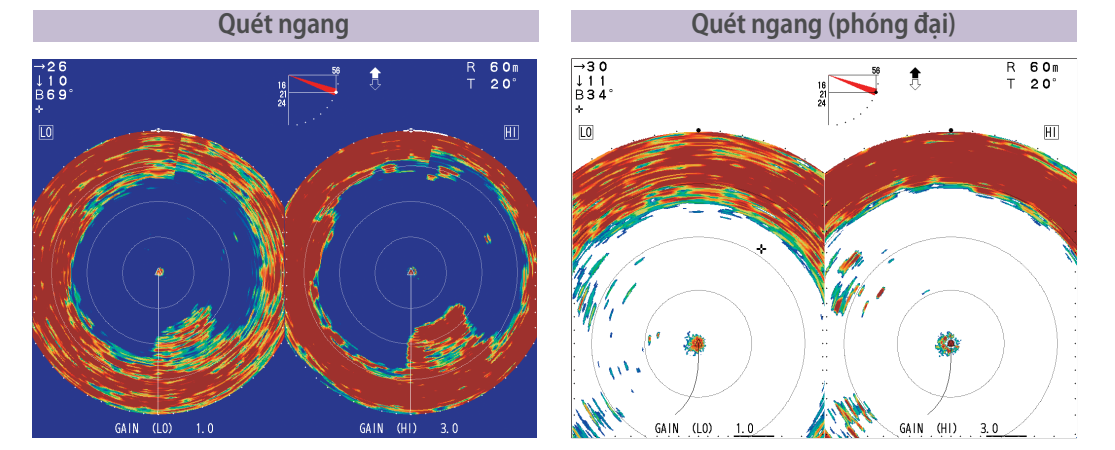 Quét ngang
→26
↓10
B69°
56
16
21
24
R 60m
T 20°
LO
HI
GAIN (LO) 1.0
GAIN (HI) 3.0
Quét ngang (phóng đại)
→30
↓11
B34°
56
16
21
24
R 60m
T 20°
LO
HI
GAIN (LO) 1.0
GAIN (HI) 3.0